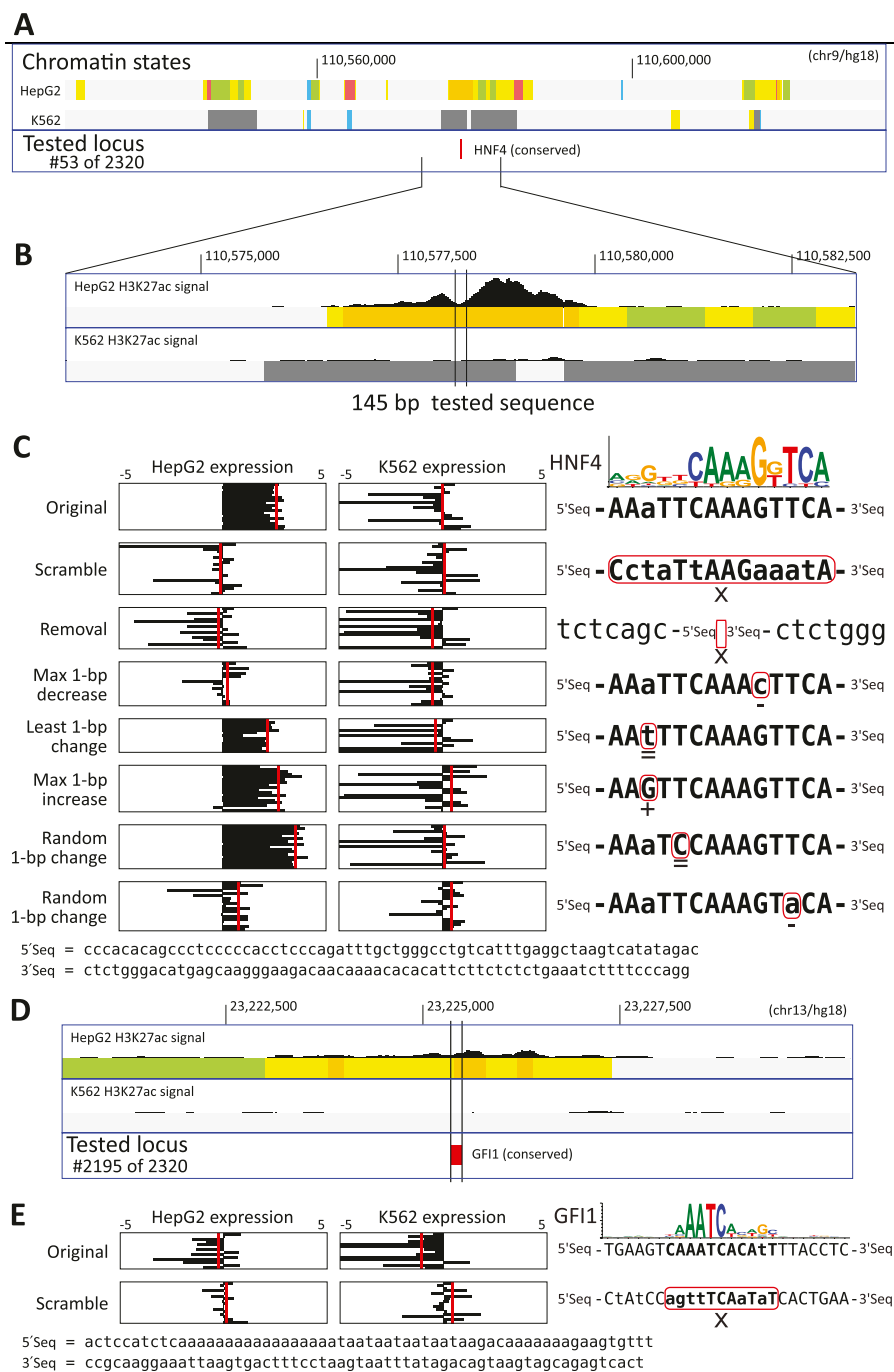 A
Chromatin states
110,560,000
110,600,000
(chr9/hg18)
HepG2
K562
Tested locus
#53 of 2320
HNF4 (conserved)
B
110,575,000
110,577,500
110,580,000
110,582,500
HepG2 H3K27ac signal
K562 H3K27ac signal
145 bp tested sequence
C
-5 HepG2 expression 5
-5 K562 expression 5
HNF4
Original
5'Seq -AAaTTCAAAGTTCA- 3'Seq
Scramble
5'Seq -CctaTtAAGaaatA- 3'Seq
X
Removal
tctcagc -5'Seq 3'Seq- ctctggg
X
Max 1-bp
decrease
5'Seq -AAaTTCAAAcTTCA- 3'Seq
-
Least 1-bp
change
5'Seq -AAtTTCAAAGTTCA- 3'Seq
=
Max 1-bp
increase
5'Seq -AAGTTCAAAGTTCA- 3'Seq
+
Random
1-bp change
5'Seq -AAaTCCAAAGTTCA- 3'Seq
=
Random
1-bp change
5'Seq -AAaTTCAAAGTaCA- 3'Seq
-
5´Seq = cccacacagccctcccccacctcccagatttgctgggcctgtcatttgaggctaagtcatatagac
3´Seq = ctctgggacatgagcaagggaagacaacaaaacacacattcttctctctgaaatcttttcccagg
D
23,222,500
23,225,000
23,227,500
(chr13/hg18)
HepG2 H3K27ac signal
K562 H3K27ac signal
Tested locus
#2195 of 2320
GFI1 (conserved)
E
-5 HepG2 expression 5
-5 K562 expression 5
GFI1
Original
5'Seq -TGAAGTCAAATCACAtTTTACCTC- 3'Seq
Scramble
5'Seq -CtAtCCagttTCAaTaTCACTGAA- 3'Seq
X
5´Seq = actccatctcaaaaaaaaaaaaaaaaataataataataataagacaaaaaaagaagtgttt
3´Seq = ccgcaaggaaattaagtgactttcctaagtaatttatagacagtaagtagcagagtcact